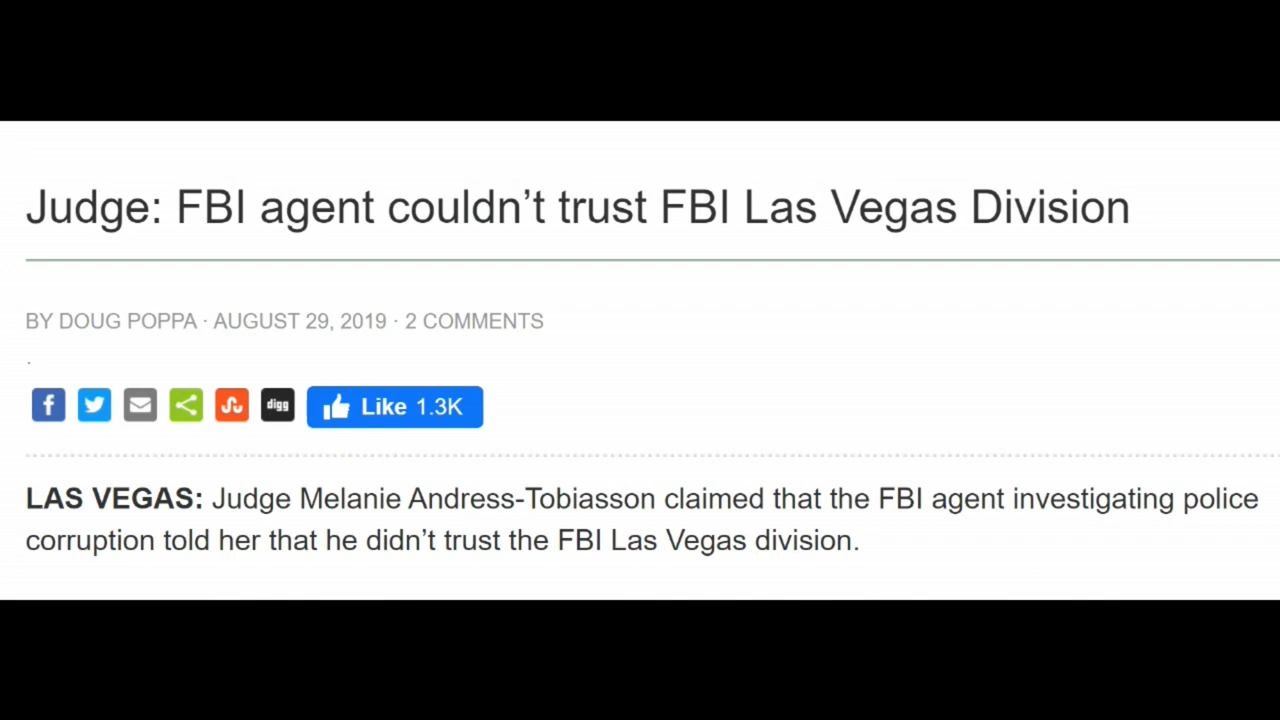 Judge: FBI agent couldn’t trust FBI Las Vegas Division
BY DOUG POPPA · AUGUST 29, 2019 · 2 COMMENTS
.
f digg Like 1.3K
LAS VEGAS: Judge Melanie Andress-Tobiasson claimed that the FBI agent investigating police
corruption told her that he didn’t trust the FBI Las Vegas division.